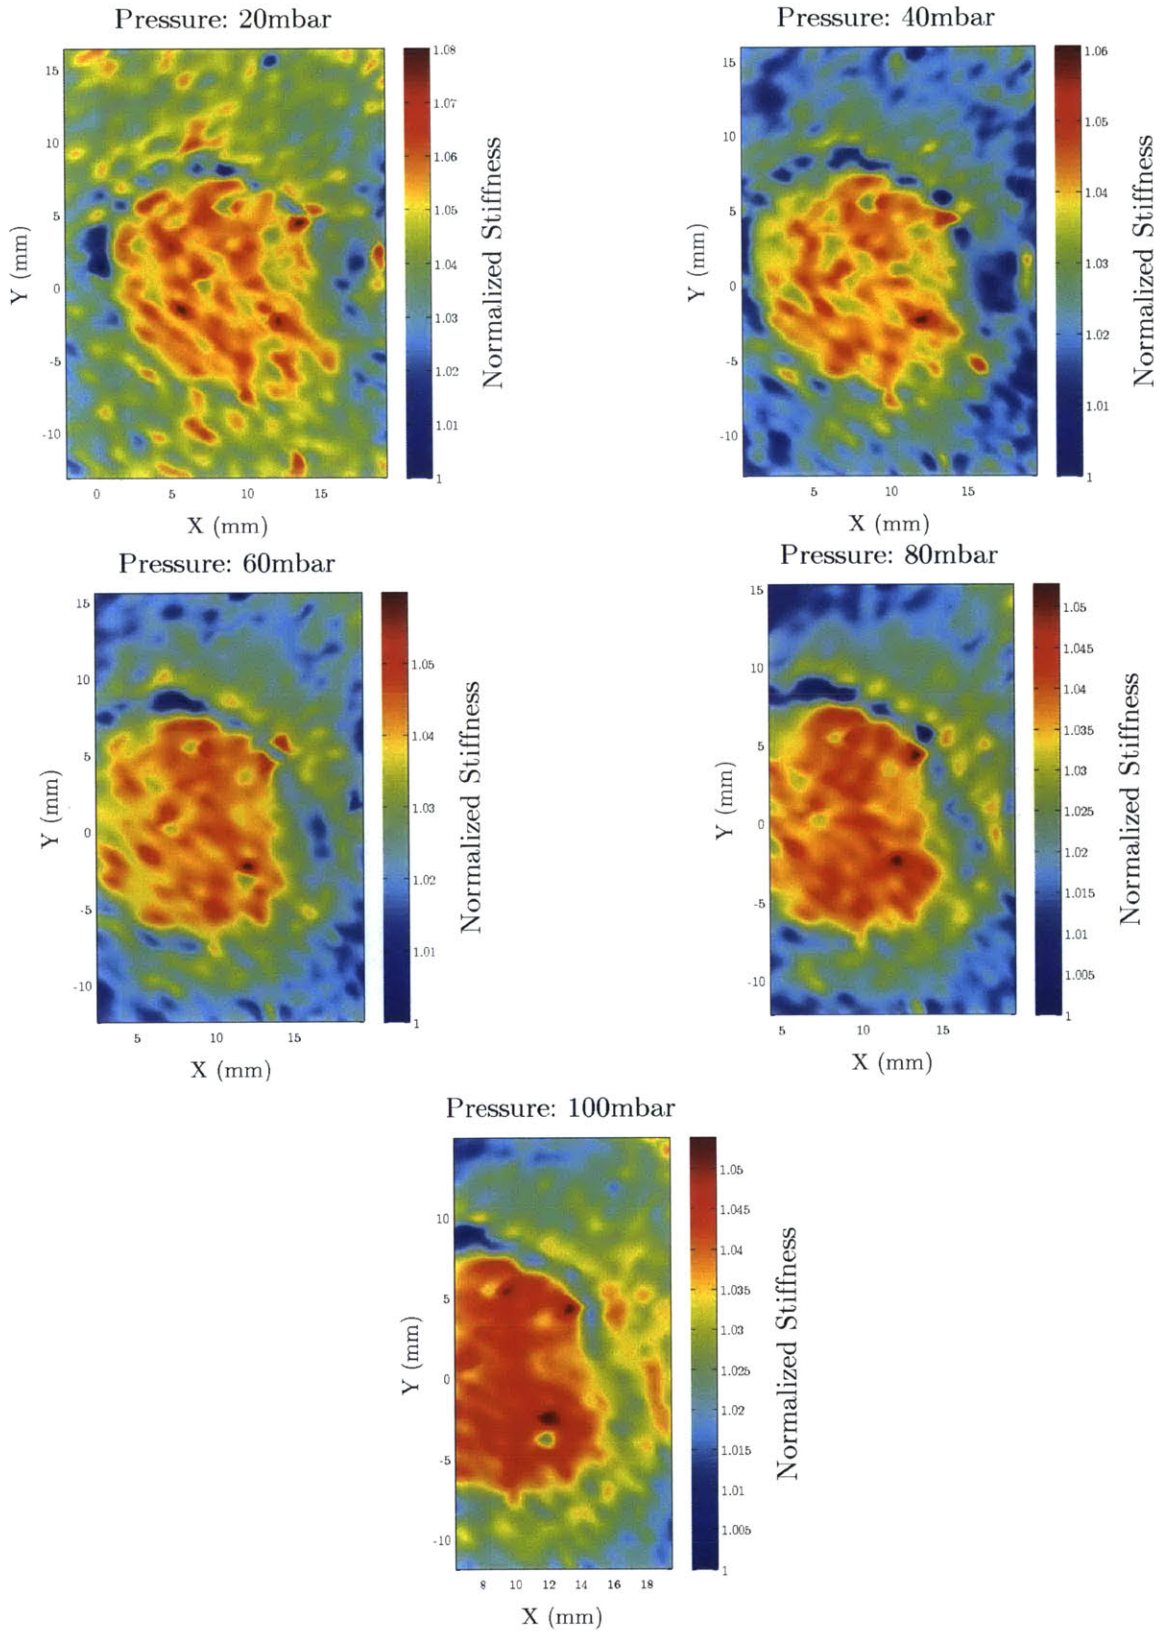 Pressure: 20mbar
15
10
5
0
-5
-10
Y (mm)
0 5 10 15
X (mm)
1.08
1.07
1.06
1.05
1.04
1.03
1.02
1.01
1
Normalized Stiffness
Pressure: 40mbar
15
10
5
0
-5
-10
Y (mm)
5 10 15
X (mm)
1.06
1.05
1.04
1.03
1.02
1.01
1
Normalized Stiffness
Pressure: 60mbar
15
10
5
0
-5
-10
Y (mm)
5 10 15
X (mm)
1.05
1.04
1.03
1.02
1.01
1
Normalized Stiffness
Pressure: 80mbar
15
10
5
0
-5
-10
Y (mm)
5 10 15
X (mm)
1.05
1.045
1.04
1.035
1.03
1.025
1.02
1.015
1.01
1.005
1
Normalized Stiffness
Pressure: 100mbar
10
5
0
-5
-10
Y (mm)
8 10 12 14 16 18
X (mm)
1.05
1.045
1.04
1.035
1.03
1.025
1.02
1.015
1.01
1.005
1
Normalized Stiffness